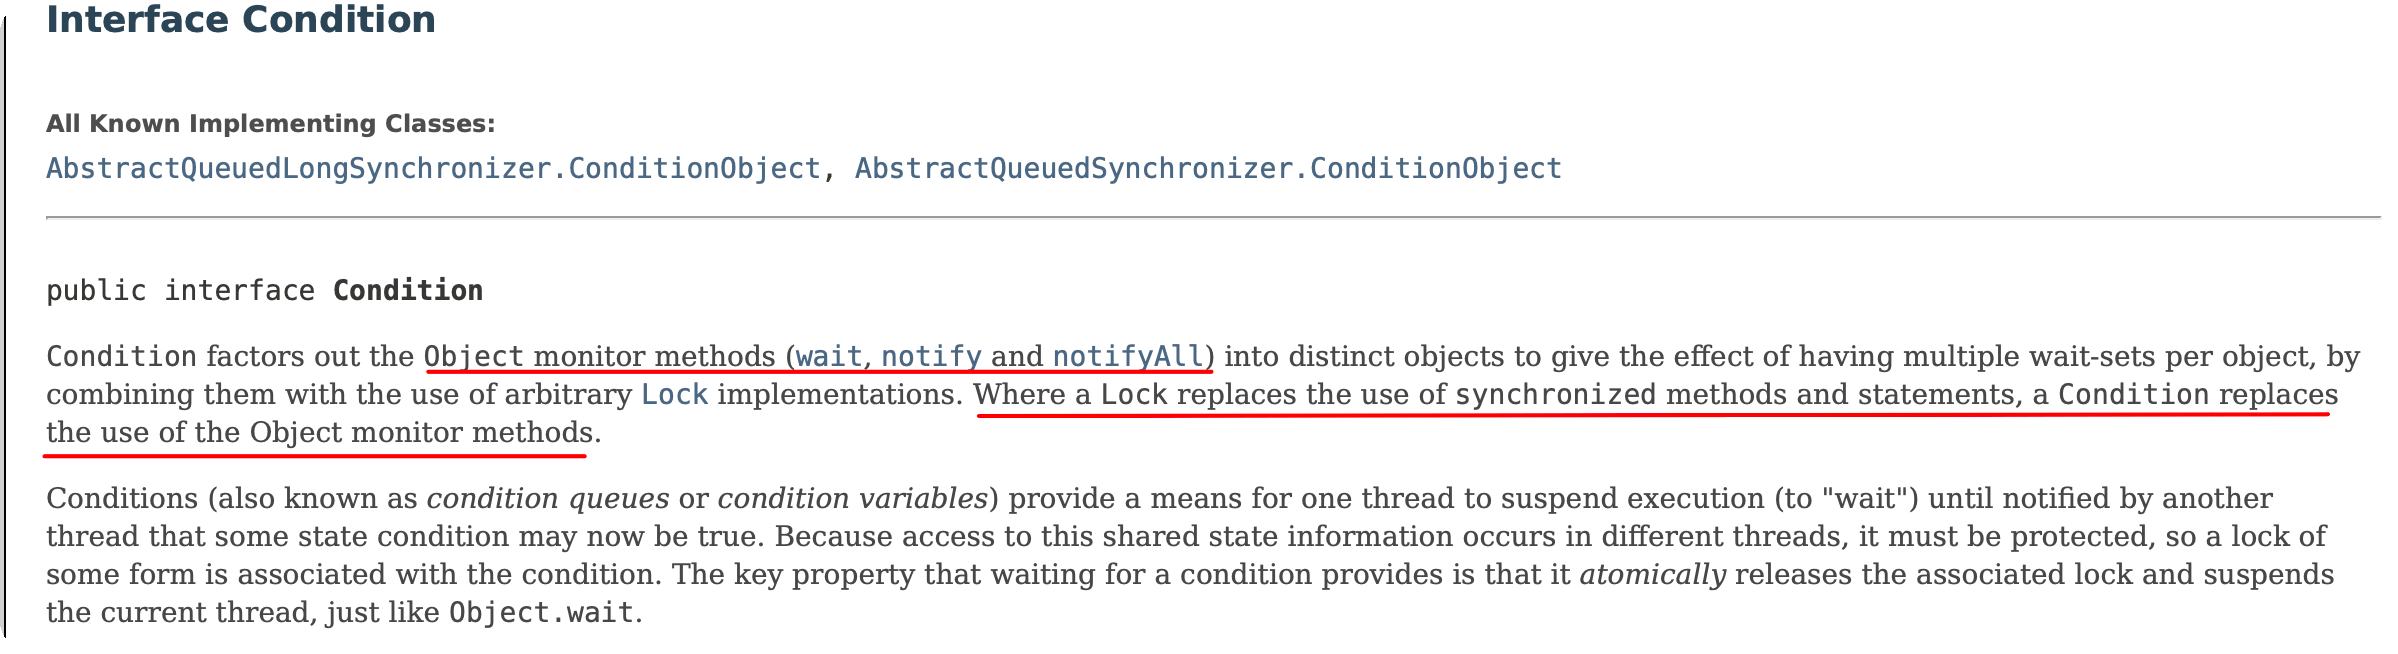 Interface Condition
All Known Implementing Classes:
AbstractQueuedLongSynchronizer.ConditionObject, AbstractQueuedSynchronizer.ConditionObject
public interface Condition
Condition factors out the Object monitor methods (wait, notify and notifyAll) into distinct objects to give the effect of having multiple wait-sets per object, by
combining them with the use of arbitrary Lock implementations. Where a Lock replaces the use of synchronized methods and statements, a Condition replaces
the use of the Object monitor methods.
Conditions (also known as condition queues or condition variables) provide a means for one thread to suspend execution (to "wait") until notified by another
thread that some state condition may now be true. Because access to this shared state information occurs in different threads, it must be protected, so a lock of
some form is associated with the condition. The key property that waiting for a condition provides is that it atomically releases the associated lock and suspends
the current thread, just like Object.wait.